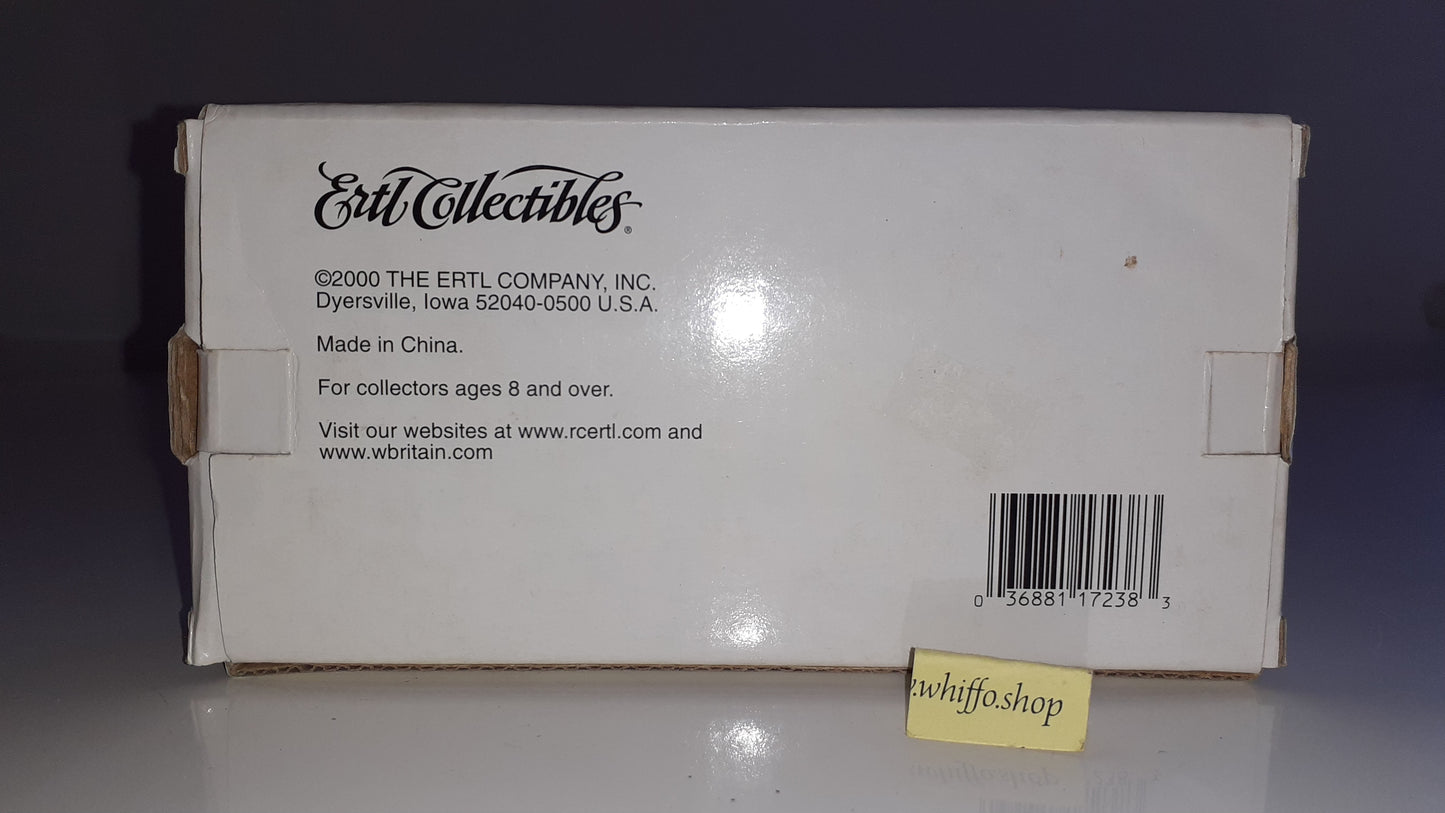 Ertl Collectibles®
©2000 THE ERTL COMPANY, INC.
Dyersville, Iowa 52040-0500 U.S.A.
Made in China.
For collectors ages 8 and over.
Visit our websites at www.rcertl.com and
www.wbritain.com
0 36881 17238 3
.whiffo.shop